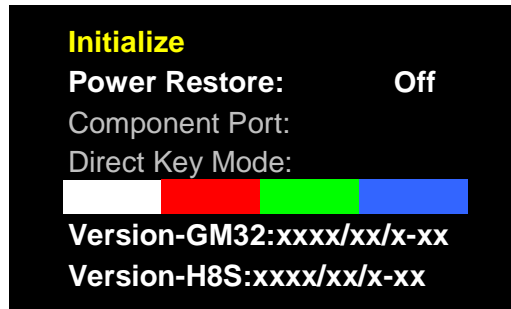 Initialize
Power Restore: Off
Component Port:
Direct Key Mode:
Version-GM32:xxxx/xx/x-xx
Version-H8S:xxxx/xx/x-xx